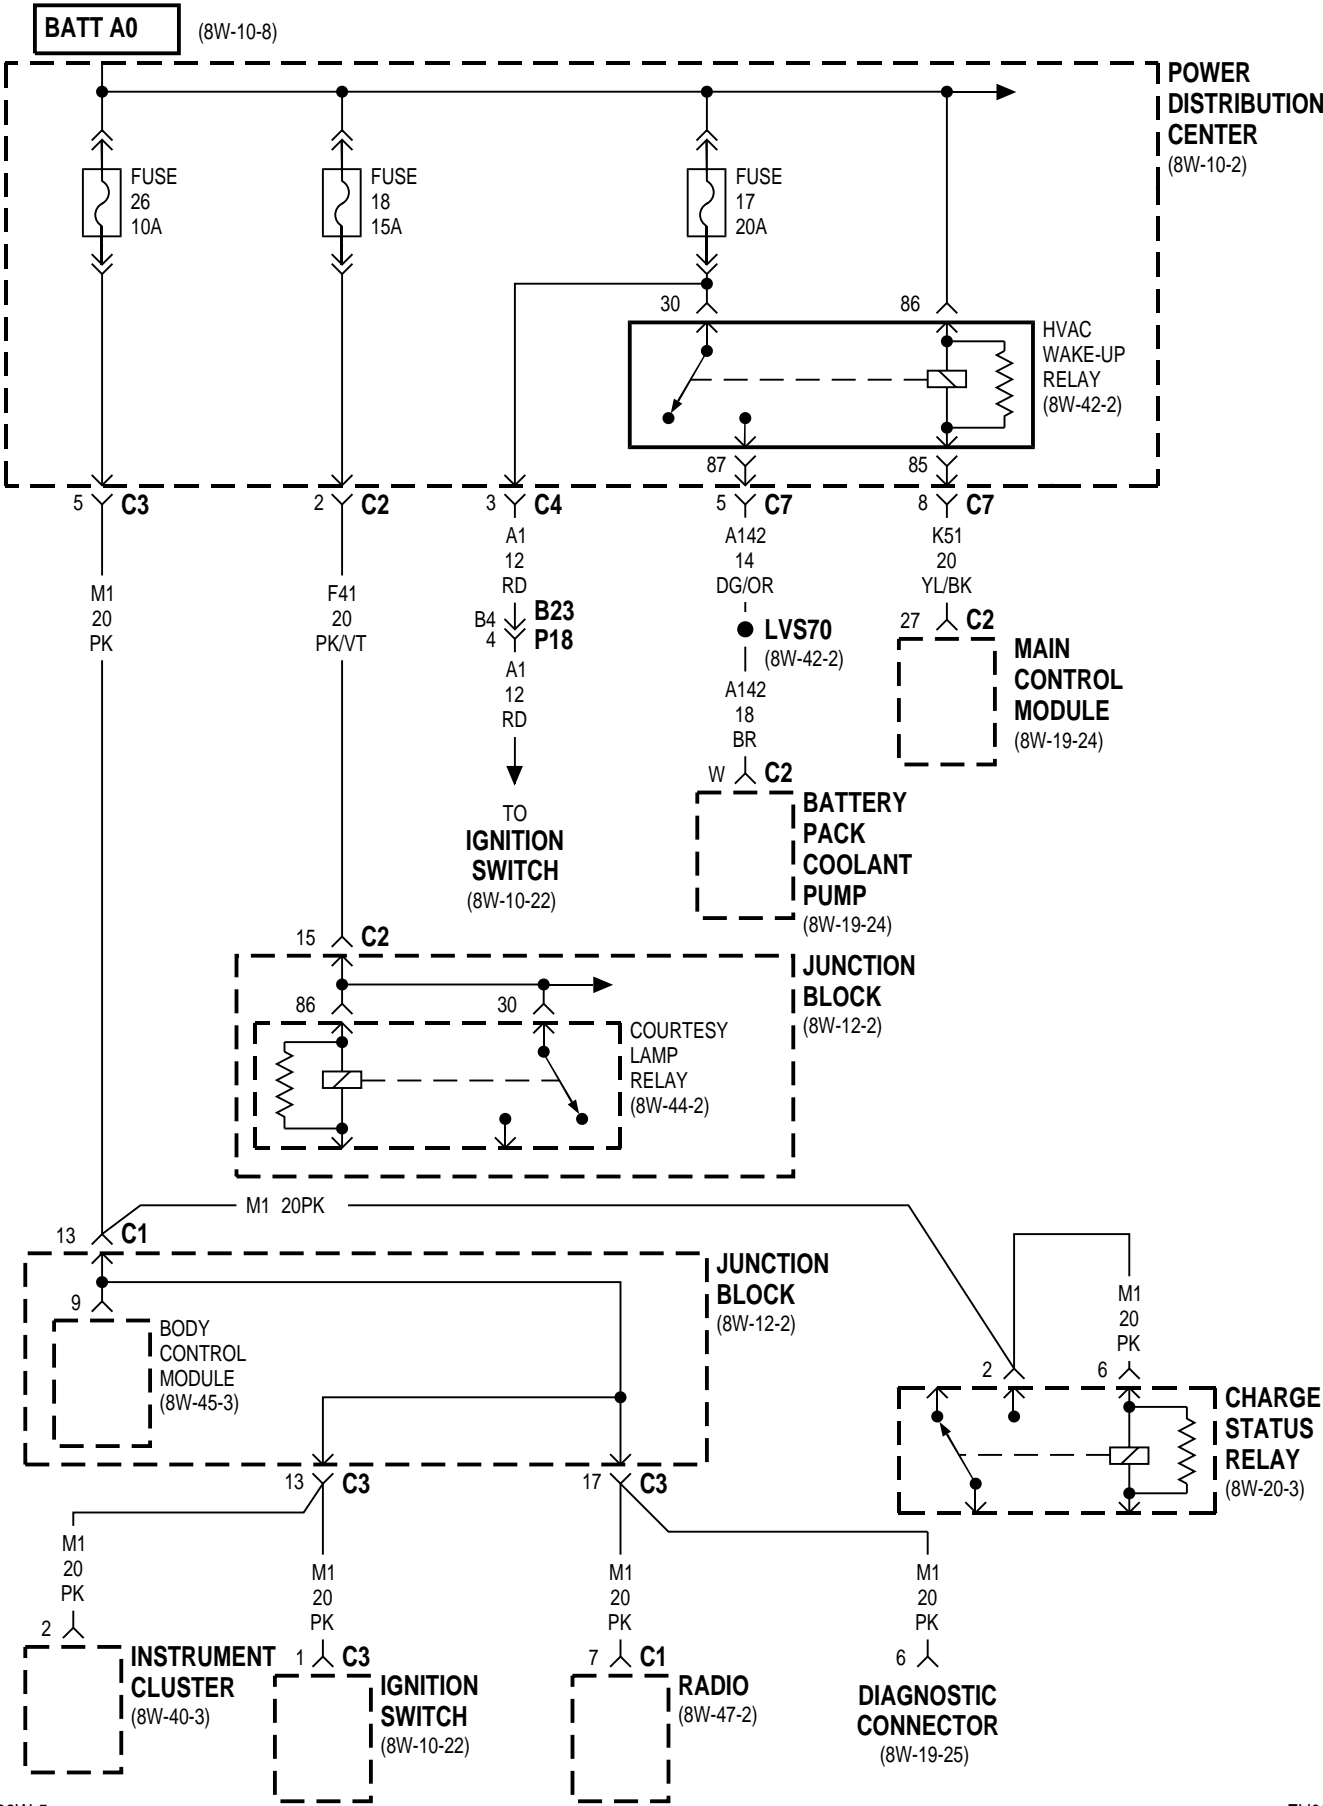 BATT A0
(8W-10-8)
POWER
DISTRIBUTION
CENTER
(8W-10-2)
FUSE
26
10A
FUSE
18
15A
FUSE
17
20A
30
86
HVAC
WAKE-UP
RELAY
(8W-42-2)
87
85
5
C3
2
C2
3
C4
5
C7
8
C7
M1
20
PK
F41
20
PK/VT
A1
12
RD
B4
B23
4
P18
A1
12
RD
TO
IGNITION
SWITCH
(8W-10-22)
A142
14
DG/OR
LVS70
(8W-42-2)
A142
18
BR
W
C2
BATTERY
PACK
COOLANT
PUMP
(8W-19-24)
K51
20
YL/BK
27
C2
MAIN
CONTROL
MODULE
(8W-19-24)
15
C2
JUNCTION
BLOCK
(8W-12-2)
86
30
COURTESY
LAMP
RELAY
(8W-44-2)
M1 20PK
13
C1
JUNCTION
BLOCK
(8W-12-2)
9
BODY
CONTROL
MODULE
(8W-45-3)
M1
20
PK
2
6
CHARGE
STATUS
RELAY
(8W-20-3)
13
C3
17
C3
M1
20
PK
M1
20
PK
M1
20
PK
M1
20
PK
2
INSTRUMENT
CLUSTER
(8W-40-3)
1
C3
IGNITION
SWITCH
(8W-10-22)
7
C1
RADIO
(8W-47-2)
6
DIAGNOSTIC
CONNECTOR
(8W-19-25)